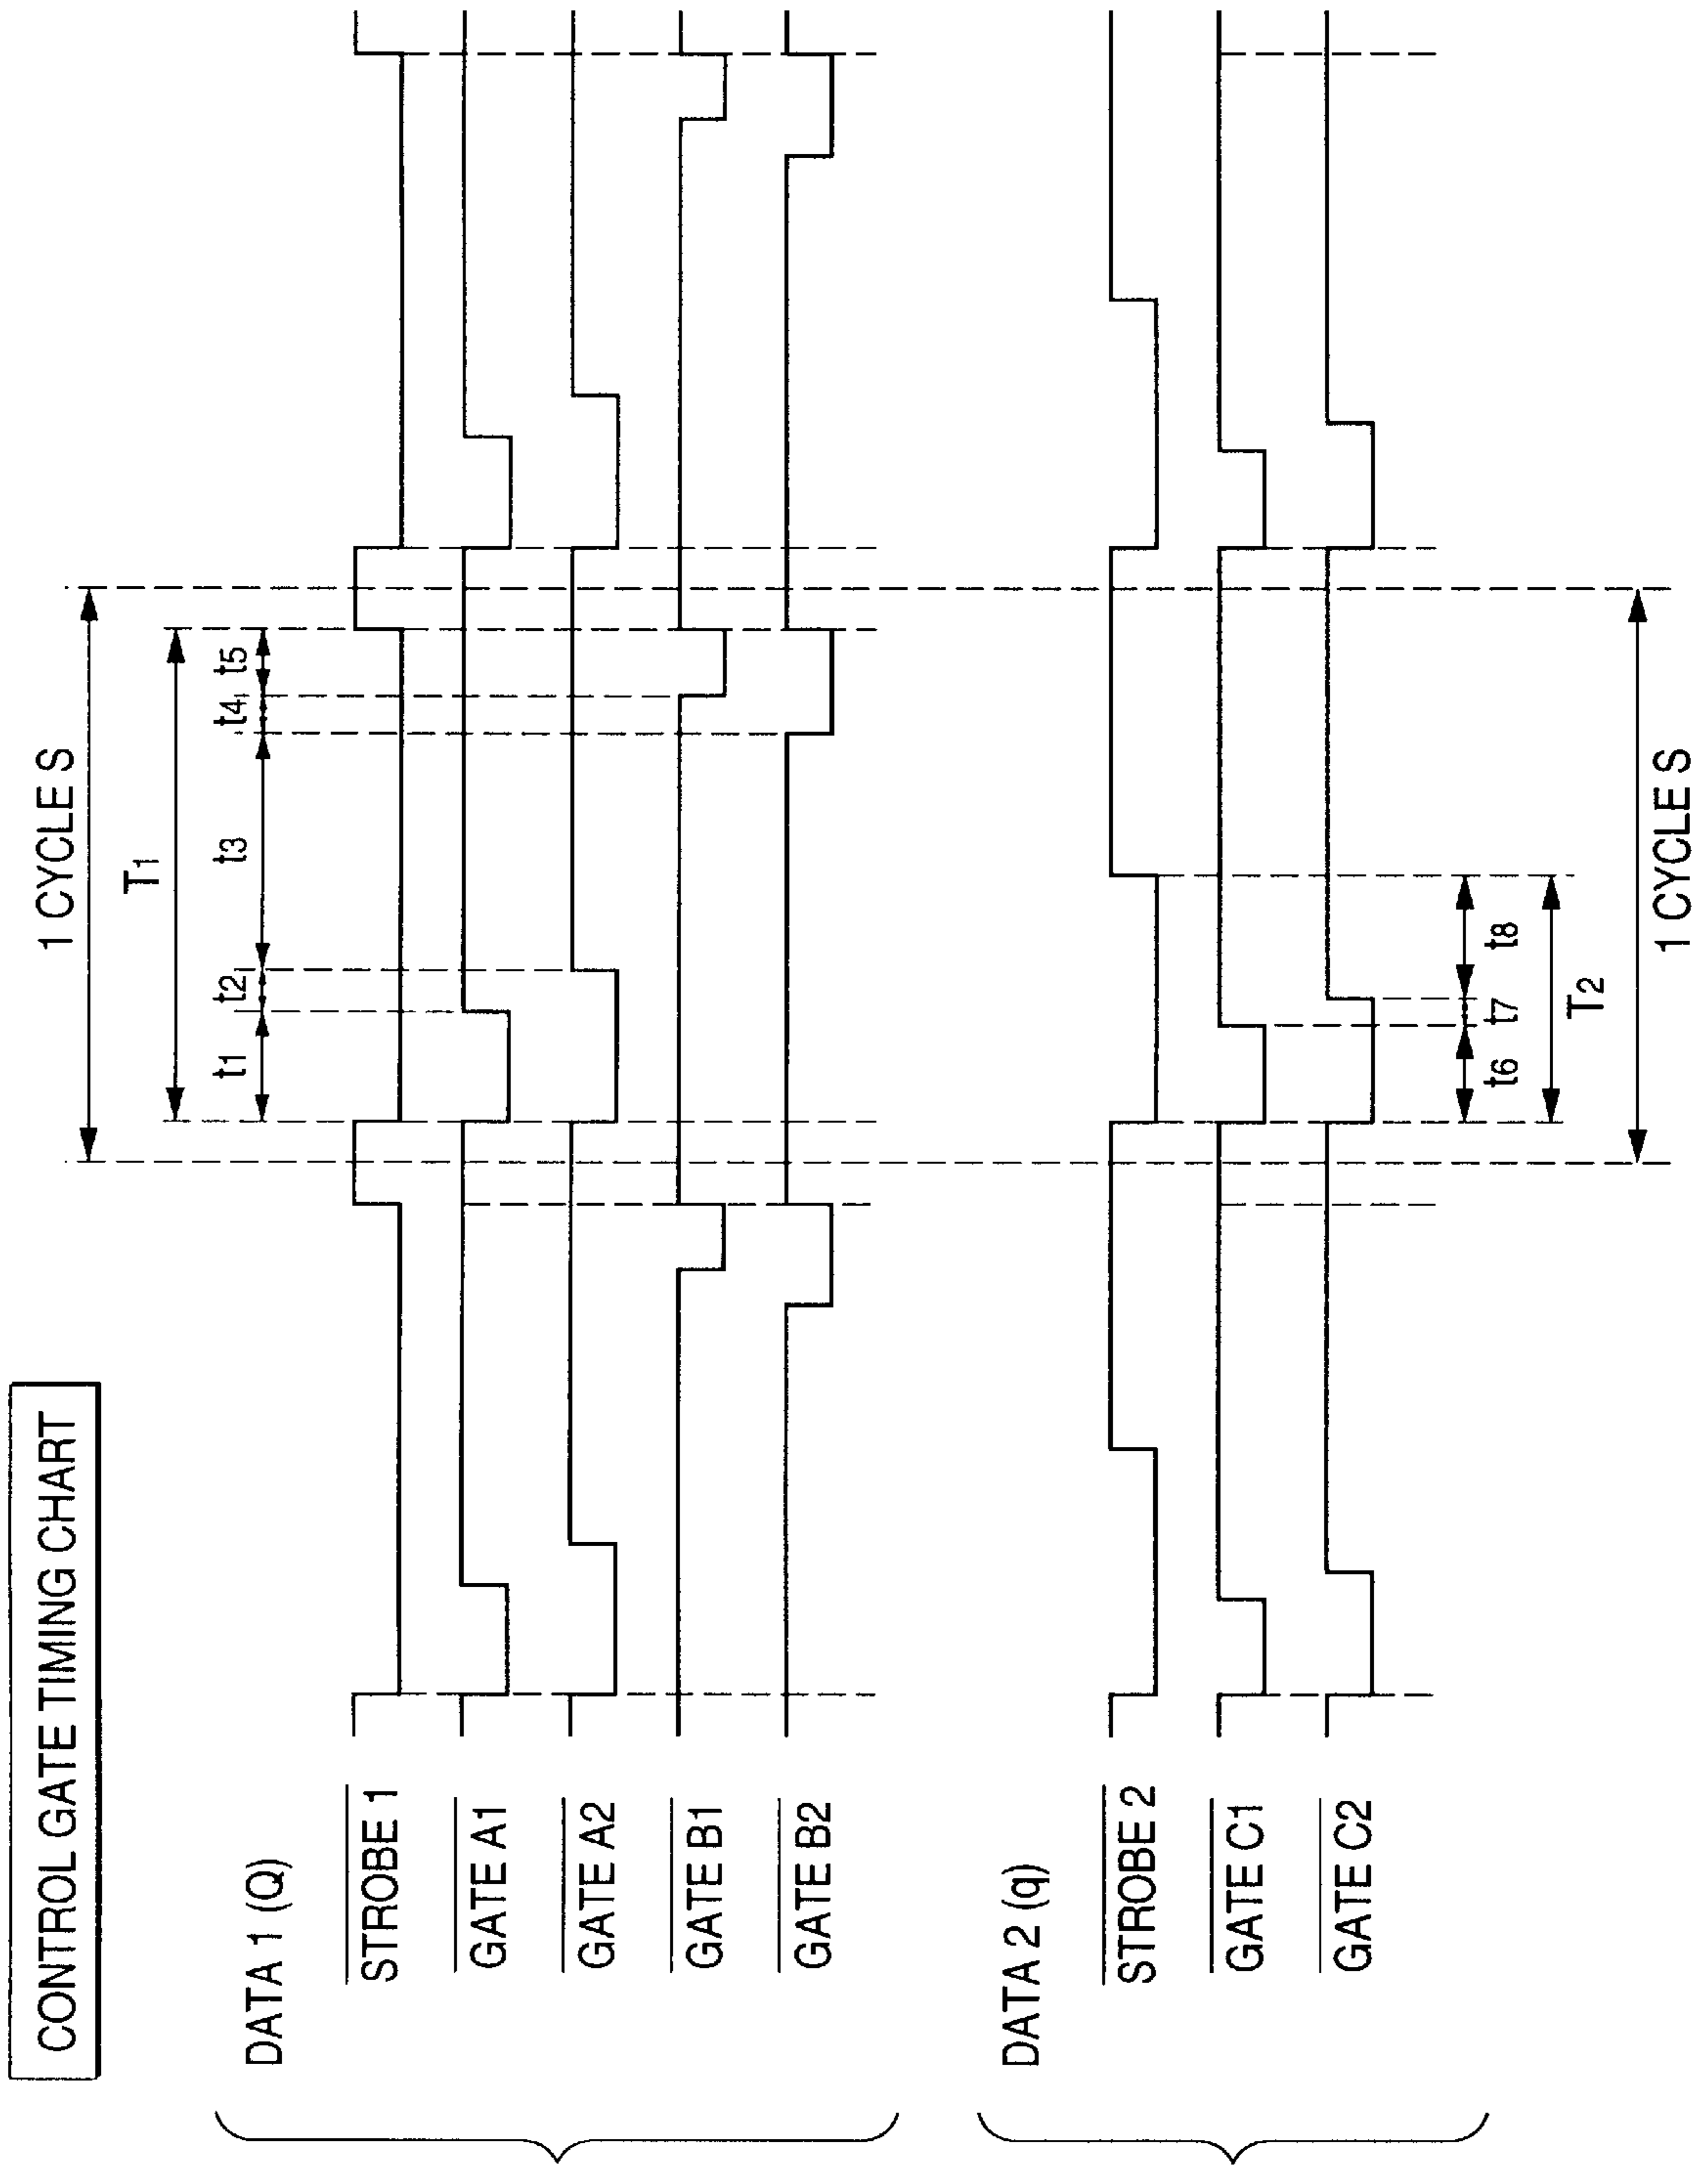 CONTROL GATE TIMING CHART
1 CYCLE S
T1
t1 t2 t3 t4 t5
DATA 1 (Q)
STROBE 1
GATE A1
GATE A2
GATE B1
GATE B2
DATA 2 (q)
STROBE 2
GATE C1
GATE C2
t6 t7 t8
T2
1 CYCLE S